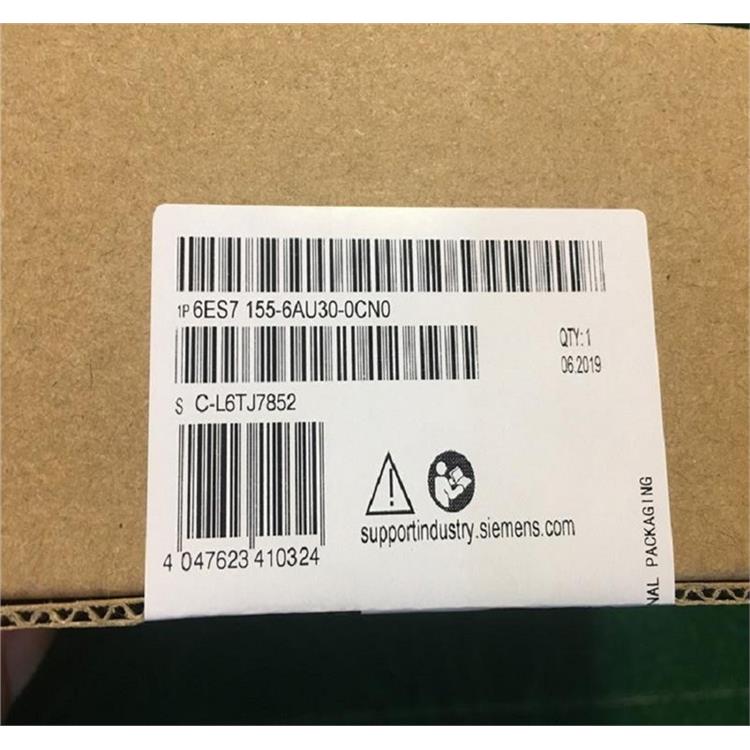 1P 6ES7 155-6AU30-0CN0
QTY: 1
06.2019
S C-L6TJ7852
supportindustry.siemens.com
4 047623 410324
NAL PACKAGING